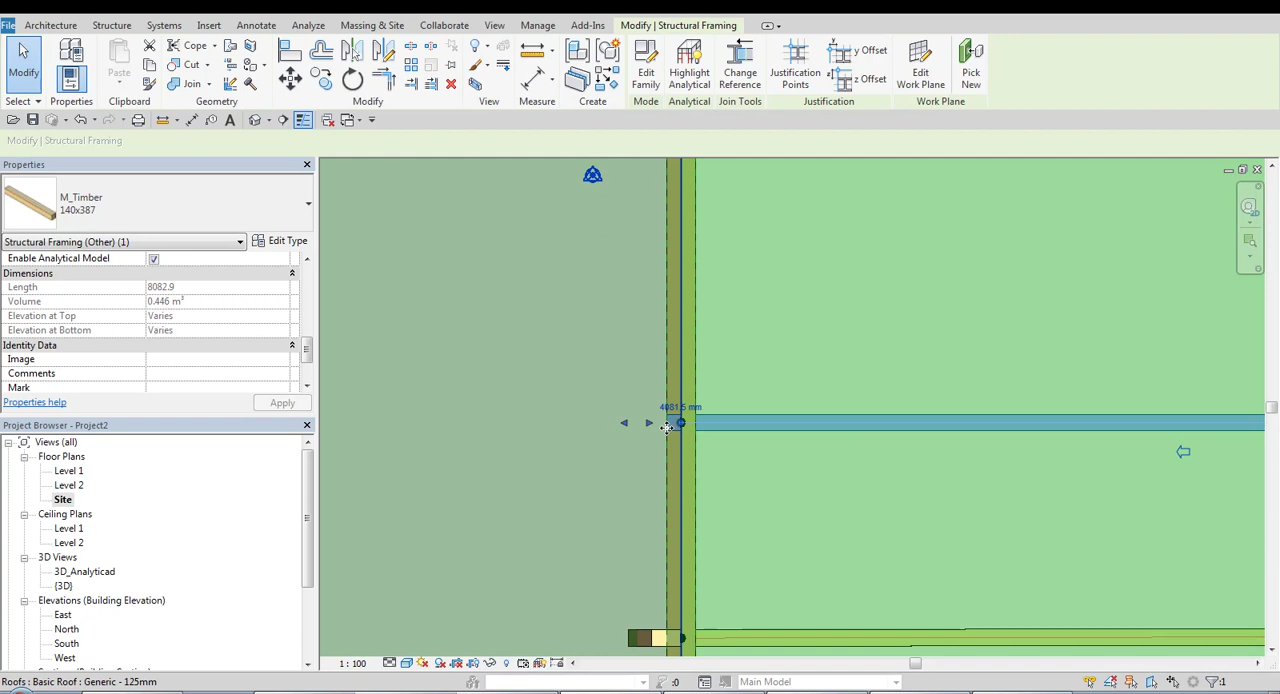 File Architecture Structure Systems Insert Annotate Analyze Massing & Site Collaborate View Manage Add-Ins Modify | Structural Framing
Modify
Paste
Cope
Cut
Join
Edit Family
Highlight Analytical
Change Reference
Justification Points
y Offset
z Offset
Edit Work Plane
Pick New
Select Properties Clipboard Geometry Modify View Measure Create Mode Analytical Join Tools Justification Work Plane
Modify | Structural Framing
Properties
M_Timber
140x387
Structural Framing (Other) (1) Edit Type
Enable Analytical Model
Dimensions
Length 8082.9
Volume 0.446 m³
Elevation at Top Varies
Elevation at Bottom Varies
Identity Data
Image
Comments
Mark
Properties help Apply
Project Browser - Project2
Views (all)
Floor Plans
Level 1
Level 2
Site
Ceiling Plans
Level 1
Level 2
3D Views
3D_Analyticad
{3D}
Elevations (Building Elevation)
East
North
South
West
4081.5 mm
2D
1 : 100
Roofs : Basic Roof : Generic - 125mm
:0
Main Model
:1